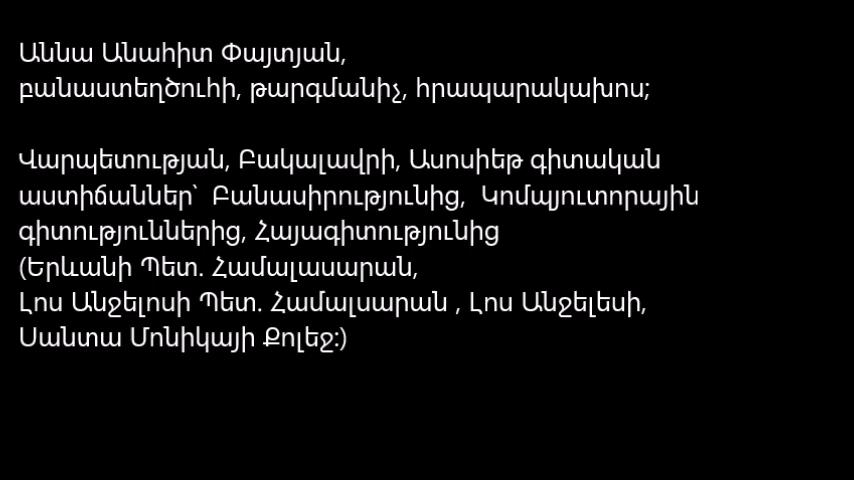 Աննա Անահիտ Փայտյան,
բանաստեղծուհի, թարգմանիչ, հրապարակախոս;
Վարպետության, Բակալավրի, Ասոսիեթ գիտական
աստիճաններ՝ Բանասիրությունից, Կոմպյուտորային
գիտություններից, Հայագիտությունից
(Երևանի Պետ. Համալասարան,
Լոս Անջելոսի Պետ. Համալսարան , Լոս Անջելեսի,
Սանտա Մոնիկայի Քոլեջ:)